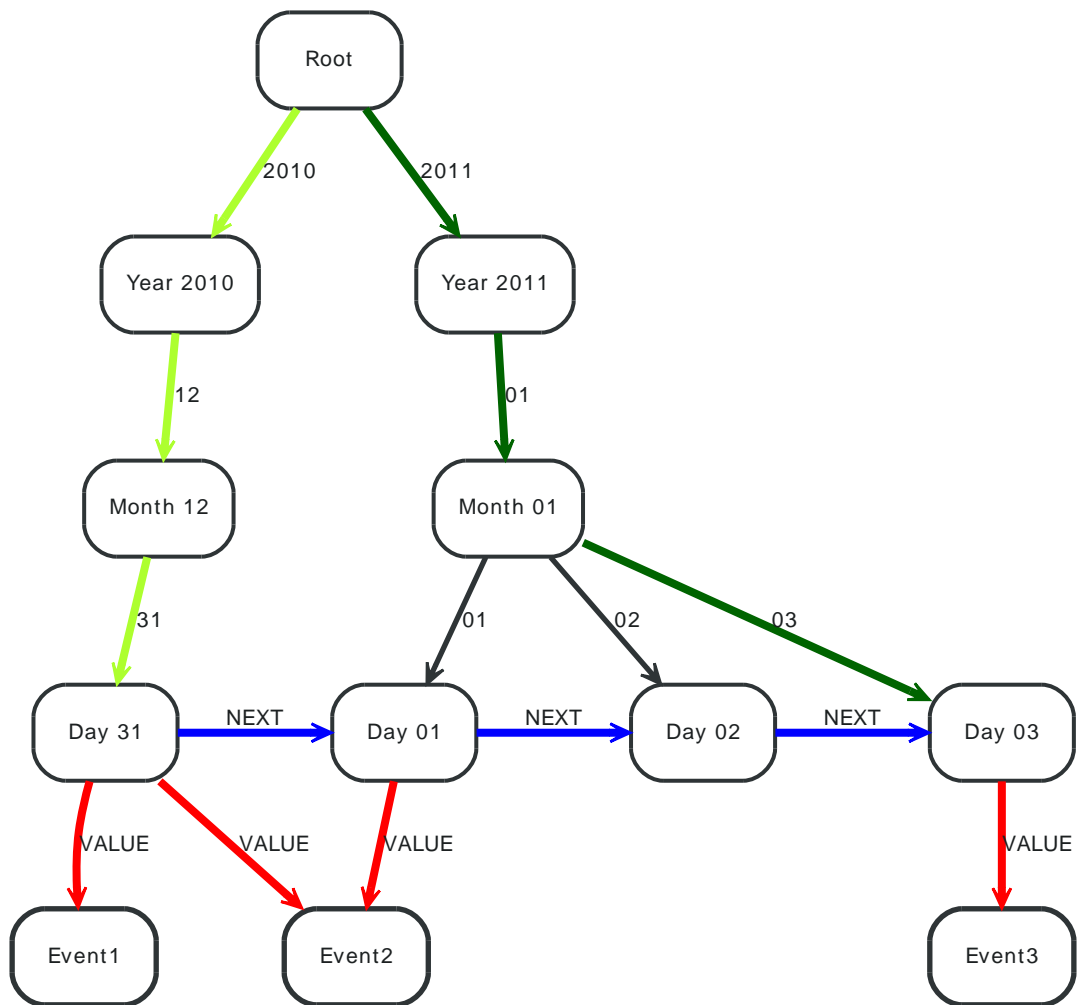 Root
2010
2011
Year 2010
Year 2011
12
01
Month 12
Month 01
31
01
02
03
Day 31
NEXT
Day 01
NEXT
Day 02
NEXT
Day 03
VALUE
VALUE
VALUE
VALUE
Event1
Event2
Event3